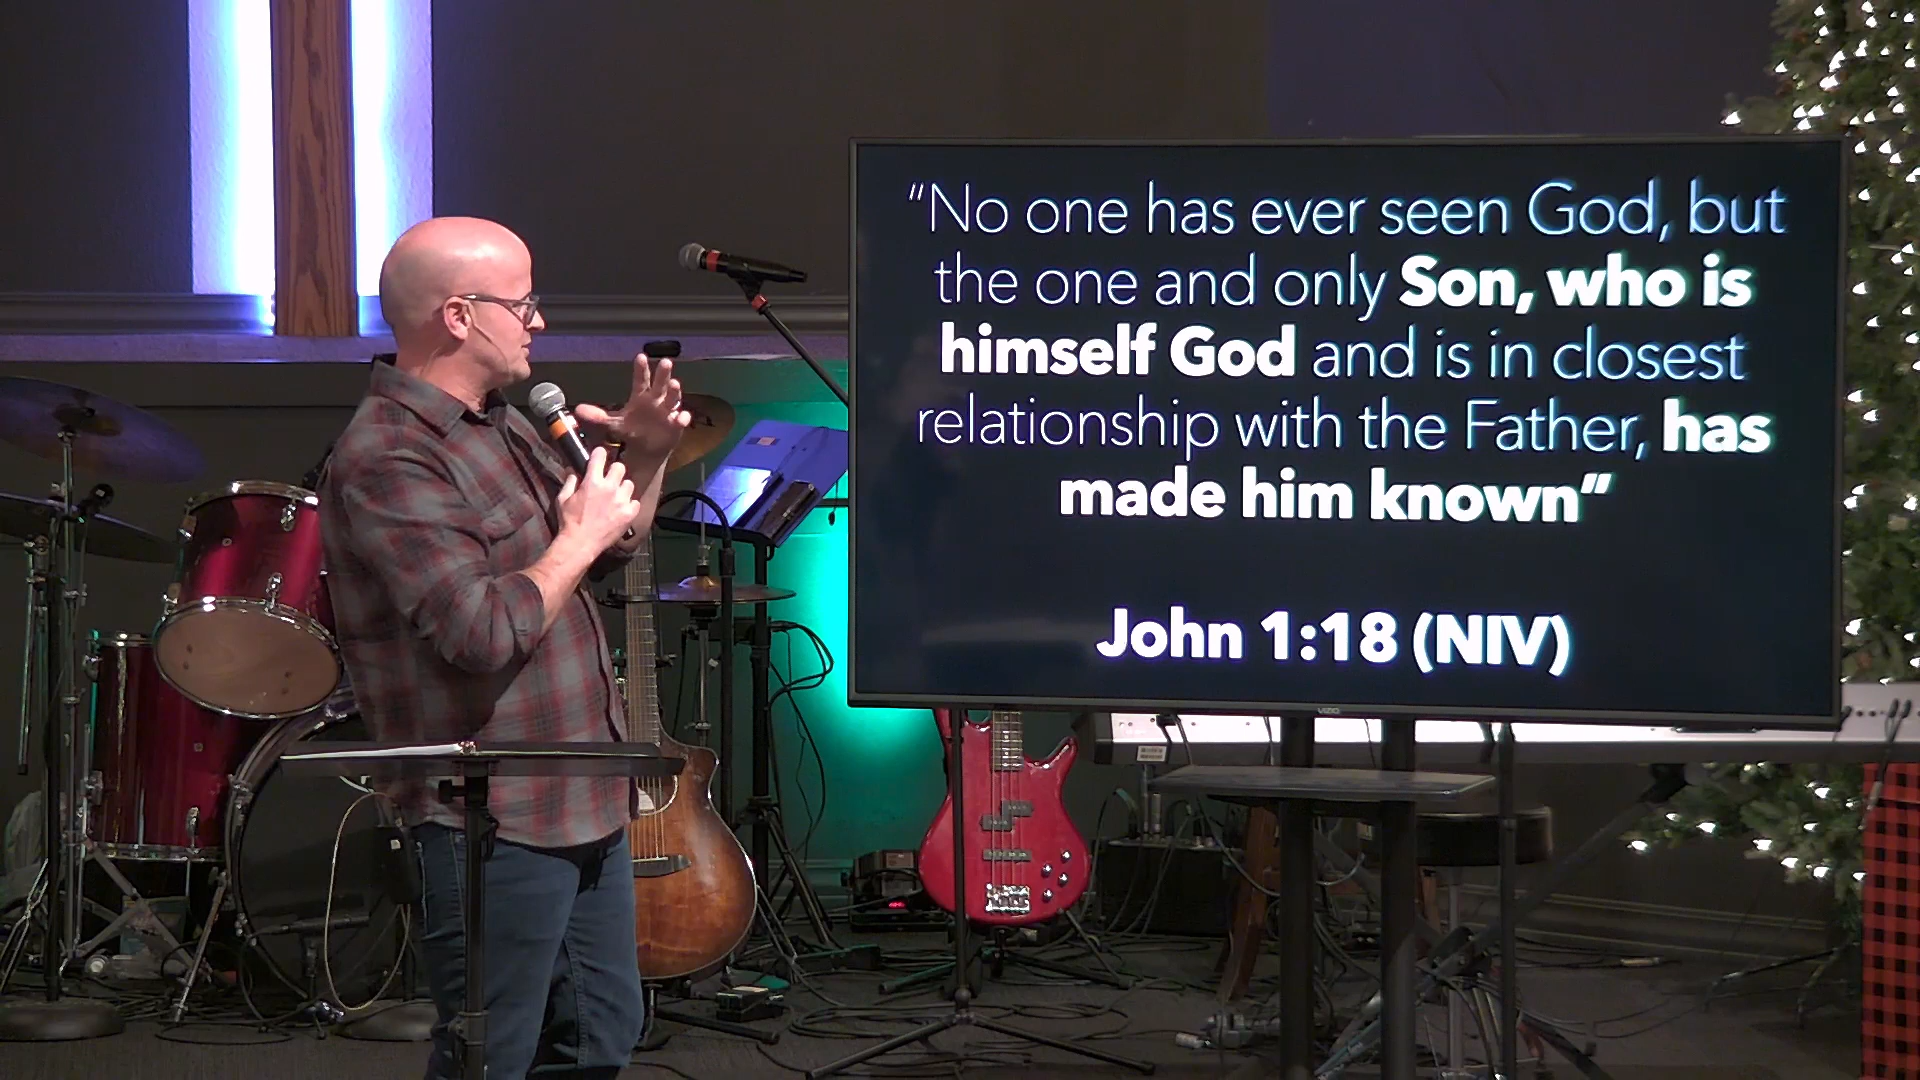 “No one has ever seen God, but
the one and only Son, who is
himself God and is in closest
relationship with the Father, has
made him known”
John 1:18 (NIV)
VIZIO